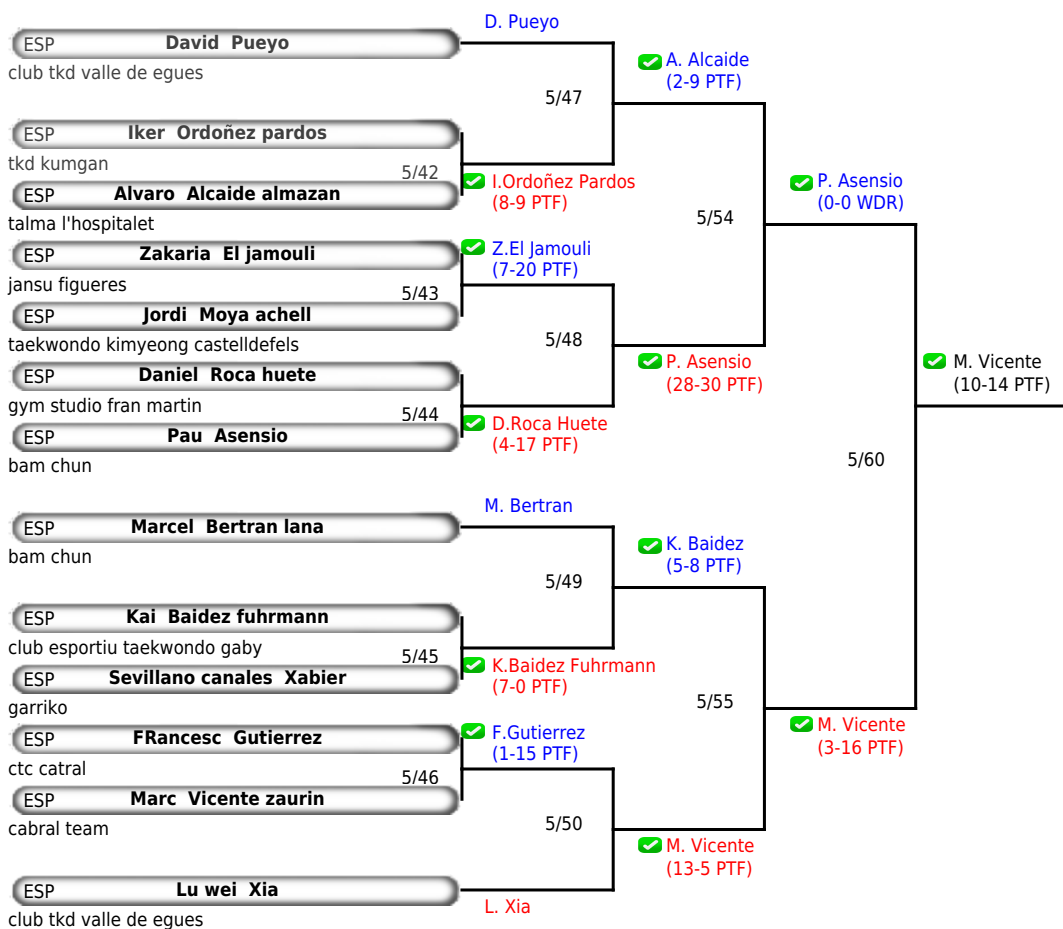 D. Pueyo
ESP David Pueyo
club tkd valle de egues
A. Alcaide
(2-9 PTF)
5/47
ESP Iker Ordoñez pardos
tkd kumgan
5/42
I.Ordoñez Pardos
(8-9 PTF)
ESP Alvaro Alcaide almazan
talma l'hospitalet
P. Asensio
(0-0 WDR)
5/54
ESP Zakaria El jamouli
jansu figueres
Z.El Jamouli
(7-20 PTF)
5/43
ESP Jordi Moya achell
taekwondo kimyeong castelldefels
5/48
P. Asensio
(28-30 PTF)
ESP Daniel Roca huete
gym studio fran martin
5/44
D.Roca Huete
(4-17 PTF)
ESP Pau Asensio
bam chun
M. Vicente
(10-14 PTF)
5/60
M. Bertran
ESP Marcel Bertran lana
bam chun
K. Baidez
(5-8 PTF)
5/49
ESP Kai Baidez fuhrmann
club esportiu taekwondo gaby
5/45
K.Baidez Fuhrmann
(7-0 PTF)
ESP Sevillano canales Xabier
garriko
5/55
M. Vicente
(3-16 PTF)
ESP FRancesc Gutierrez
ctc catral
F.Gutierrez
(1-15 PTF)
5/46
ESP Marc Vicente zaurin
cabral team
5/50
M. Vicente
(13-5 PTF)
ESP Lu wei Xia
L. Xia
club tkd valle de egues